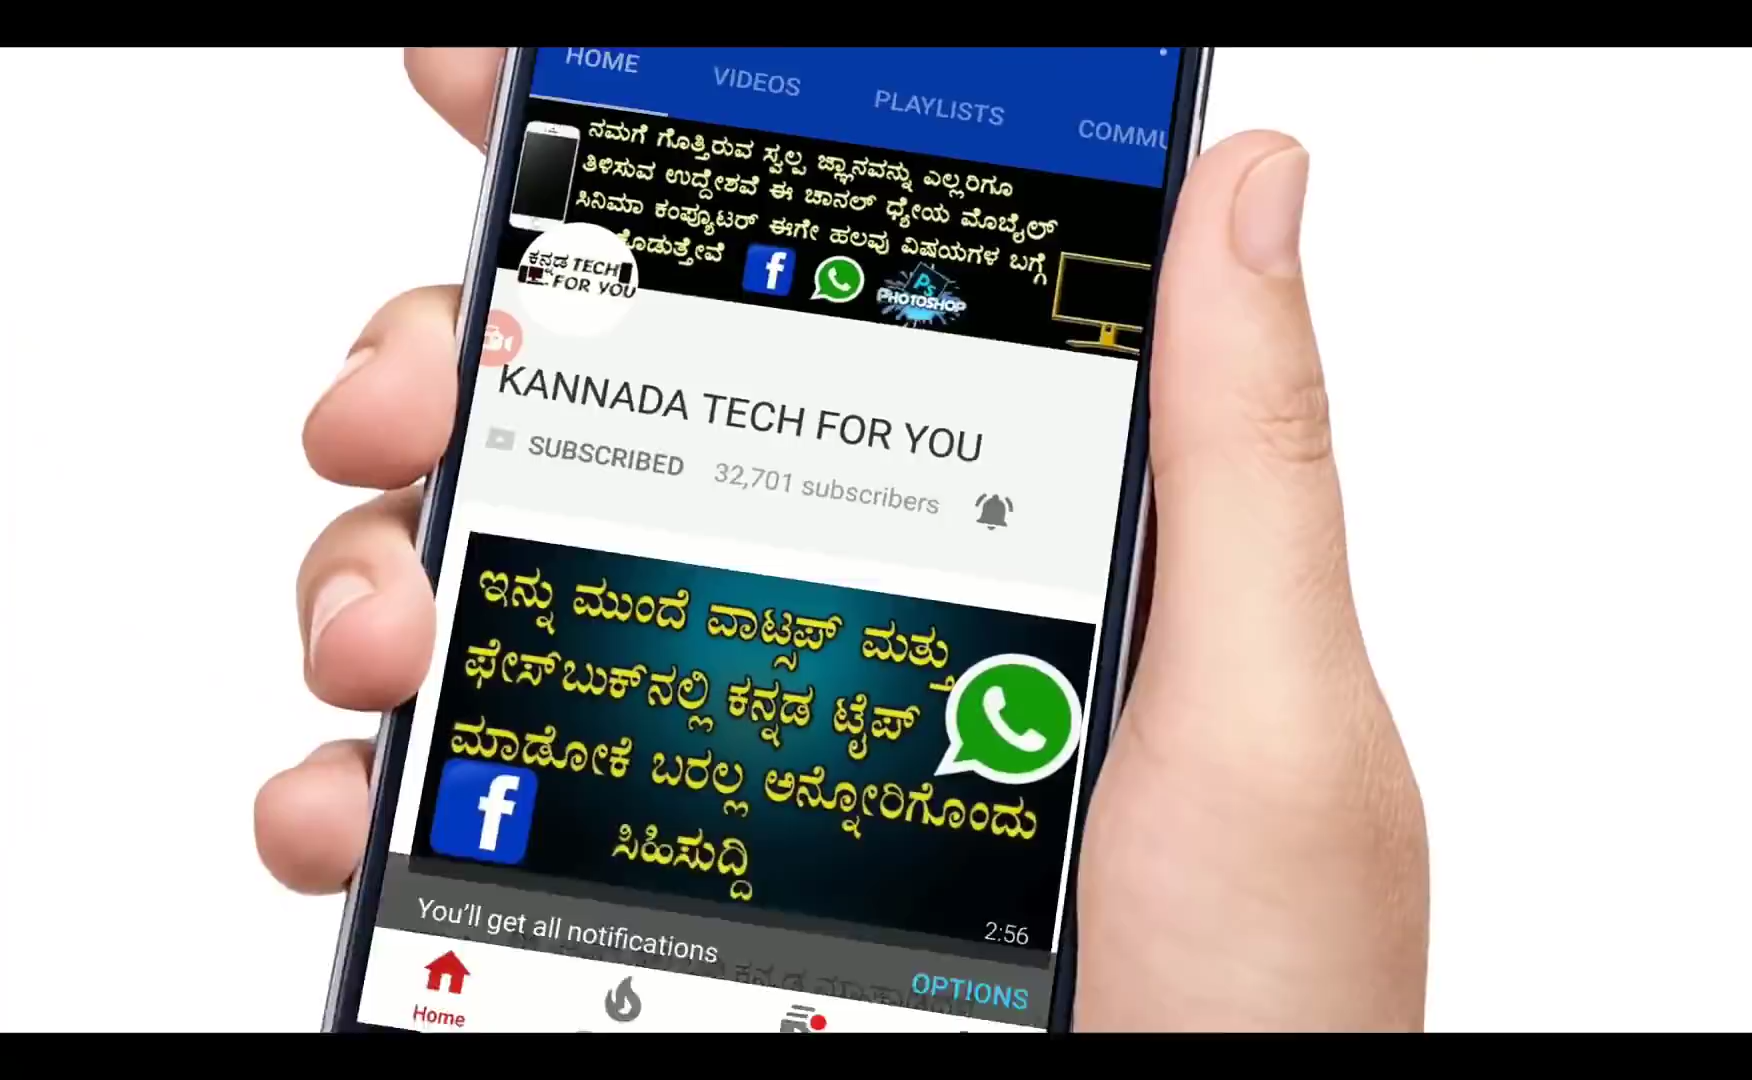 HOME VIDEOS PLAYLISTS COMMU
ನಮಗೆ ಗೊತ್ತಿರುವ ಸ್ವಲ್ಪ ಜ್ಞಾನವನ್ನು ಎಲ್ಲರಿಗೂ
ತಿಳಿಸುವ ಉದ್ದೇಶವೆ ಈ ಚಾನಲ್ ಧ್ಯೇಯ ಮೊಬೈಲ್
ಸಿನಿಮಾ ಕಂಪ್ಯೂಟರ್ ಈಗೇ ಹಲವು ವಿಷಯಗಳ ಬಗ್ಗೆ
ಕೊಡುತ್ತೇವೆ
f
Ps
PHOTOSHOP
ಕನ್ನಡ TECH
FOR YOU
KANNADA TECH FOR YOU
SUBSCRIBED 32,701 subscribers
ಇನ್ನು ಮುಂದೆ ವಾಟ್ಸಪ್ ಮತ್ತು
ಫೇಸ್‌ಬುಕ್‌ನಲ್ಲಿ ಕನ್ನಡ ಟೈಪ್
ಮಾಡೋಕೆ ಬರಲ್ಲ ಅನ್ನೋರಿಗೊಂದು
ಸಿಹಿಸುದ್ದಿ
f
2:56
You'll get all notifications
OPTIONS
Home